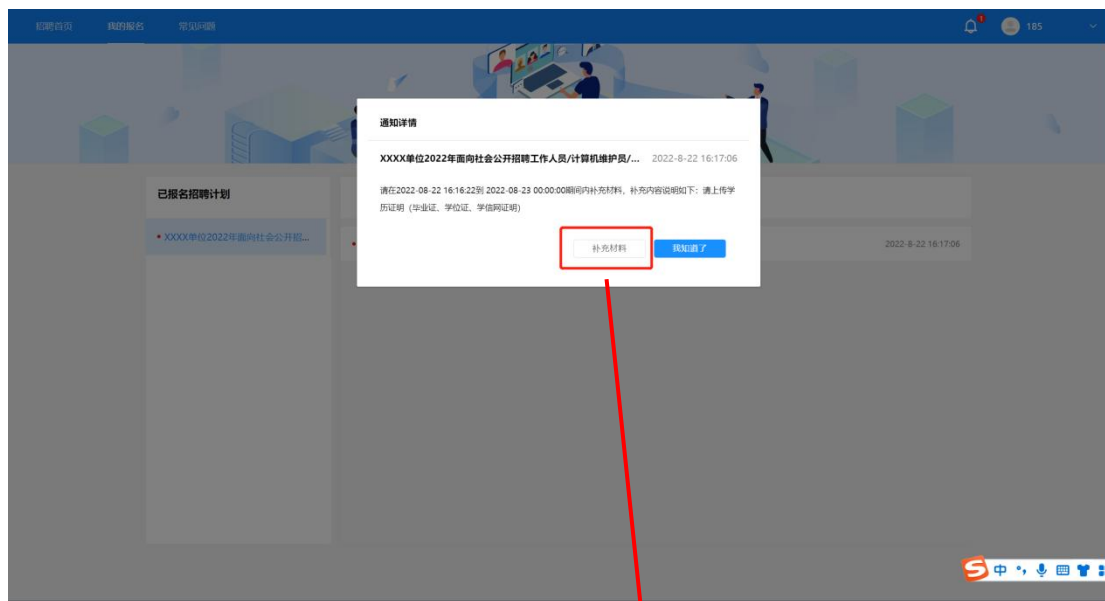 招聘首页 我的报名 常见问题 1 185
通知详情
XXXX单位2022年面向社会公开招聘工作人员/计算机维护员/... 2022-8-22 16:17:06
请在2022-08-22 16:16:22到 2022-08-23 00:00:00期间内补充材料，补充内容说明如下：请上传学
历证明（毕业证、学位证、学信网证明）
补充材料 我知道了
已报名招聘计划
• XXXX单位2022年面向社会公开招...
2022-8-22 16:17:06
中